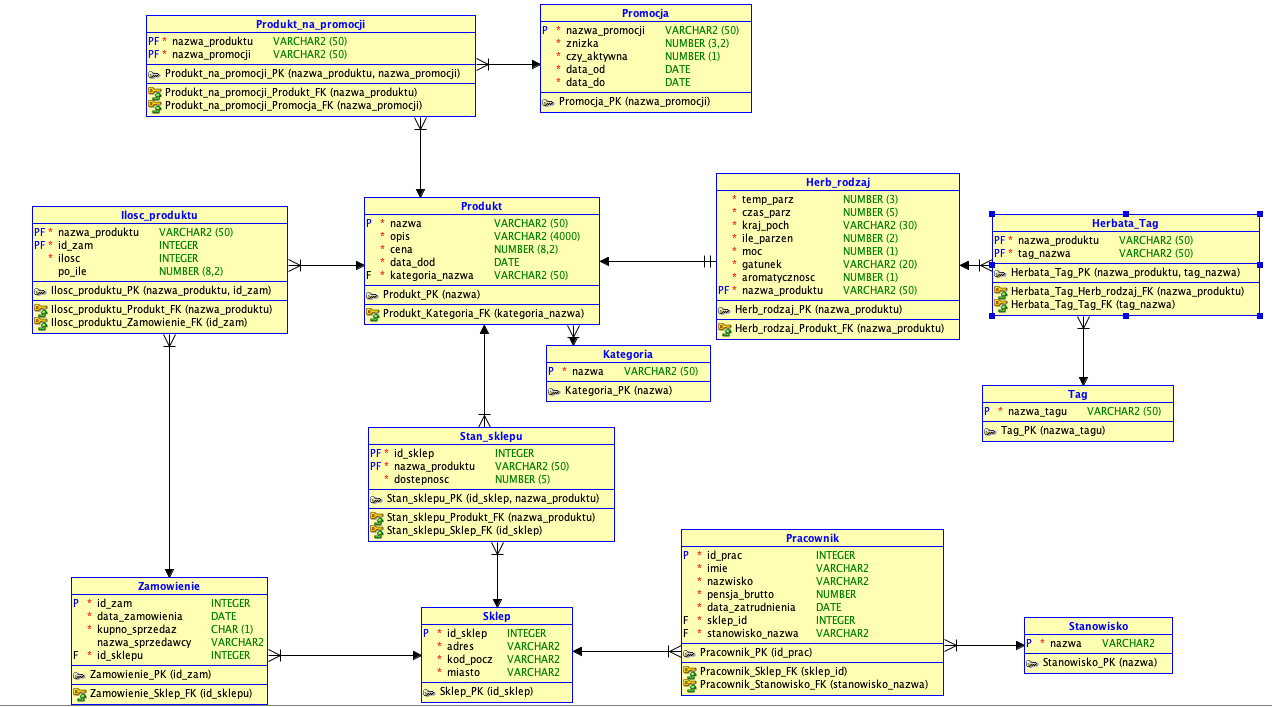 Produkt_na_promocji
PF * nazwa_produktu VARCHAR2 (50)
PF * nazwa_promocji VARCHAR2 (50)
Produkt_na_promocji_PK (nazwa_produktu, nazwa_promocji)
Produkt_na_promocji_Produkt_FK (nazwa_produktu)
Produkt_na_promocji_Promocja_FK (nazwa_promocji)
Promocja
P * nazwa_promocji VARCHAR2 (50)
* znizka NUMBER (3,2)
* czy_aktywna NUMBER (1)
* data_od DATE
* data_do DATE
Promocja_PK (nazwa_promocji)
Ilosc_produktu
PF * nazwa_produktu VARCHAR2 (50)
PF * id_zam INTEGER
* ilosc INTEGER
po_ile NUMBER (8,2)
Ilosc_produktu_PK (nazwa_produktu, id_zam)
Ilosc_produktu_Produkt_FK (nazwa_produktu)
Ilosc_produktu_Zamowienie_FK (id_zam)
Produkt
P * nazwa VARCHAR2 (50)
* opis VARCHAR2 (4000)
* cena NUMBER (8,2)
* data_dod DATE
F * kategoria_nazwa VARCHAR2 (50)
Produkt_PK (nazwa)
Produkt_Kategoria_FK (kategoria_nazwa)
Herb_rodzaj
* temp_parz NUMBER (3)
* czas_parz NUMBER (5)
* kraj_poch VARCHAR2 (30)
* ile_parzen NUMBER (2)
* moc NUMBER (1)
* gatunek VARCHAR2 (20)
* aromatycznosc NUMBER (1)
PF * nazwa_produktu VARCHAR2 (50)
Herb_rodzaj_PK (nazwa_produktu)
Herb_rodzaj_Produkt_FK (nazwa_produktu)
Herbata_Tag
PF * nazwa_produktu VARCHAR2 (50)
PF * tag_nazwa VARCHAR2 (50)
Herbata_Tag_PK (nazwa_produktu, tag_nazwa)
Herbata_Tag_Herb_rodzaj_FK (nazwa_produktu)
Herbata_Tag_Tag_FK (tag_nazwa)
Kategoria
P * nazwa VARCHAR2 (50)
Kategoria_PK (nazwa)
Tag
P * nazwa_tagu VARCHAR2 (50)
Tag_PK (nazwa_tagu)
Stan_sklepu
PF * id_sklep INTEGER
PF * nazwa_produktu VARCHAR2 (50)
* dostepnosc NUMBER (5)
Stan_sklepu_PK (id_sklep, nazwa_produktu)
Stan_sklepu_Produkt_FK (nazwa_produktu)
Stan_sklepu_Sklep_FK (id_sklep)
Zamowienie
P * id_zam INTEGER
* data_zamowienia DATE
* kupno_sprzedaz CHAR (1)
nazwa_sprzedawcy VARCHAR2
F * id_sklepu INTEGER
Zamowienie_PK (id_zam)
Zamowienie_Sklep_FK (id_sklepu)
Sklep
P * id_sklep INTEGER
* adres VARCHAR2
* kod_pocz VARCHAR2
* miasto VARCHAR2
Sklep_PK (id_sklep)
Pracownik
P * id_prac INTEGER
* imie VARCHAR2
* nazwisko VARCHAR2
* pensja_brutto NUMBER
* data_zatrudnienia DATE
F * sklep_id INTEGER
F * stanowisko_nazwa VARCHAR2
Pracownik_PK (id_prac)
Pracownik_Sklep_FK (sklep_id)
Pracownik_Stanowisko_FK (stanowisko_nazwa)
Stanowisko
P * nazwa VARCHAR2
Stanowisko_PK (nazwa)